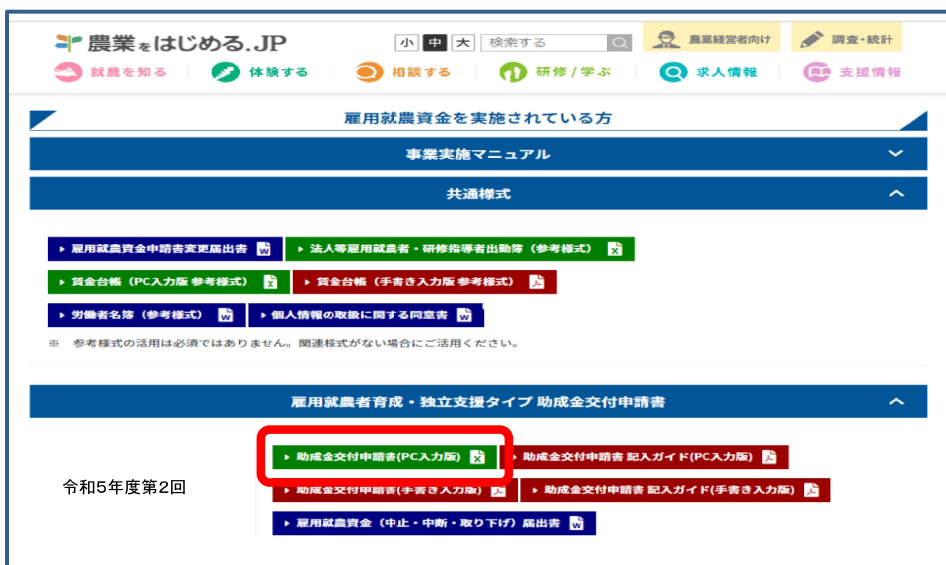 農業をはじめる.JP
小 中 大 検索する
農業経営者向け 調査・統計
就農を知る 体験する 相談する 研修/学ぶ 求人情報 支援情報
雇用就農資金を実施されている方
事業実施マニュアル
共通様式
雇用就農資金申請書変更届出書 法人等雇用就農者・研修指導者出勤簿（参考様式）
賃金台帳（PC入力版 参考様式） 賃金台帳（手書き入力版 参考様式）
労働者名簿（参考様式） 個人情報の取扱に関する同意書
※ 参考様式の活用は必須ではありません。関連様式がない場合にご活用ください。
雇用就農者育成・独立支援タイプ 助成金交付申請書
助成金交付申請書(PC入力版) 助成金交付申請書 記入ガイド(PC入力版)
令和5年度第2回
助成金交付申請書(手書き入力版) 助成金交付申請書 記入ガイド(手書き入力版)
雇用就農資金（中止・中断・取り下げ）届出書